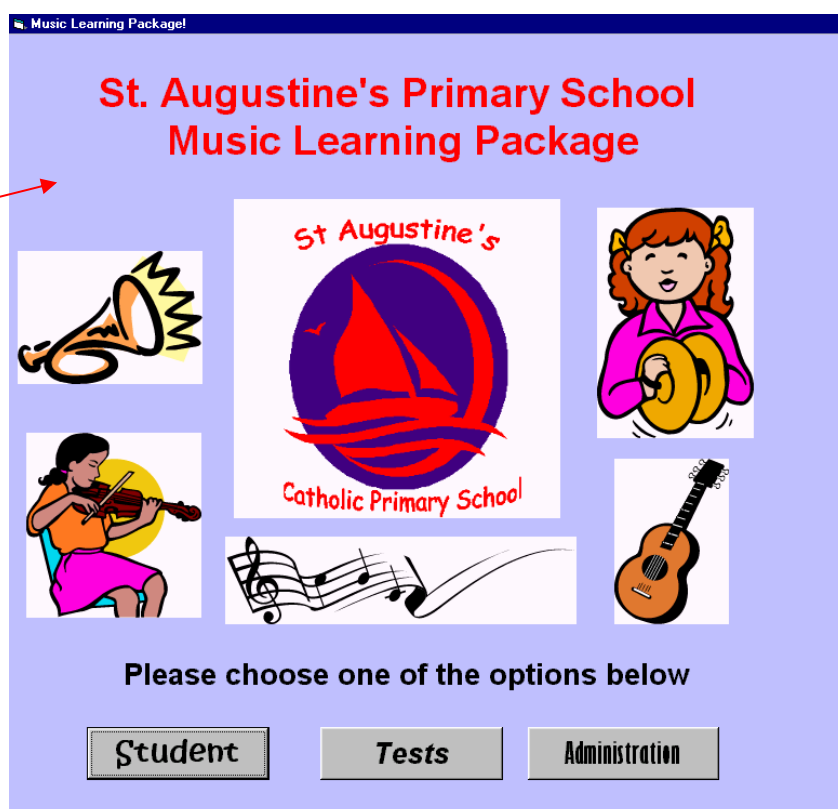 Music Learning Package!
St. Augustine's Primary School
Music Learning Package
St Augustine's
Catholic Primary School
Please choose one of the options below
Student
Tests
Administration